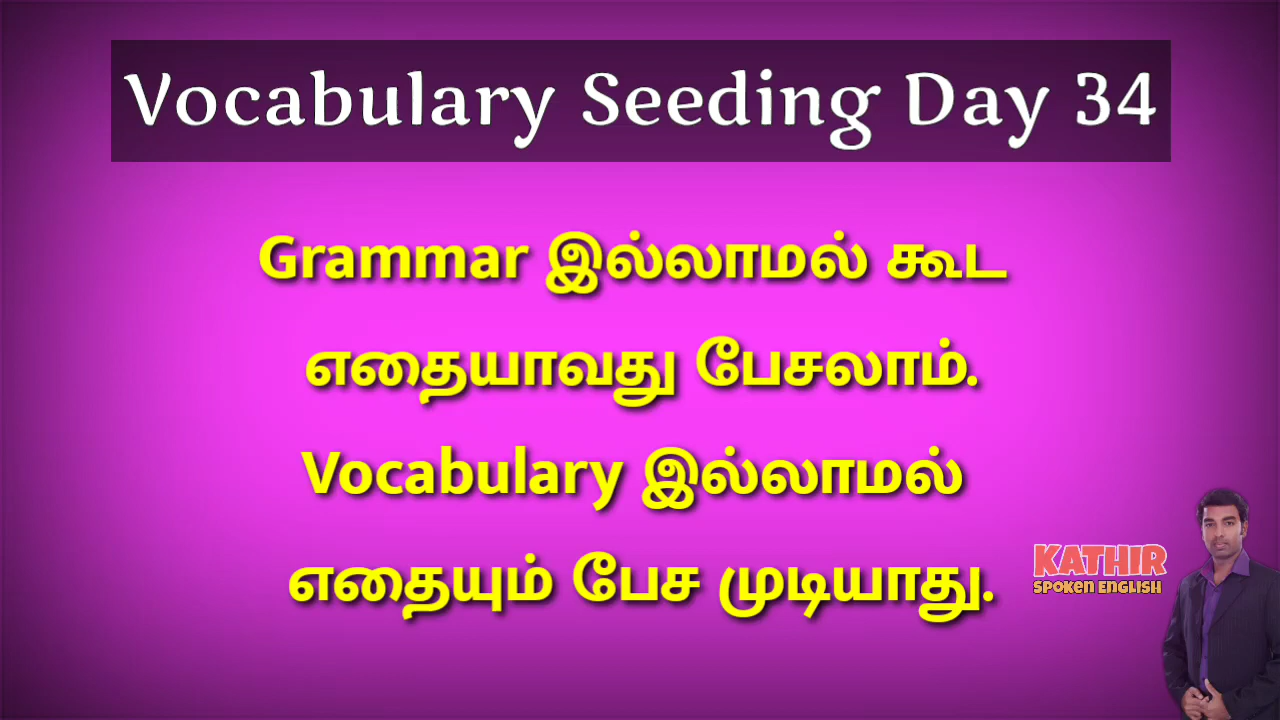 Vocabulary Seeding Day 34
Grammar இல்லாமல் கூட
எதையாவது பேசலாம்.
Vocabulary இல்லாமல்
எதையும் பேச முடியாது.
KATHIR
SPOKEN ENGLISH